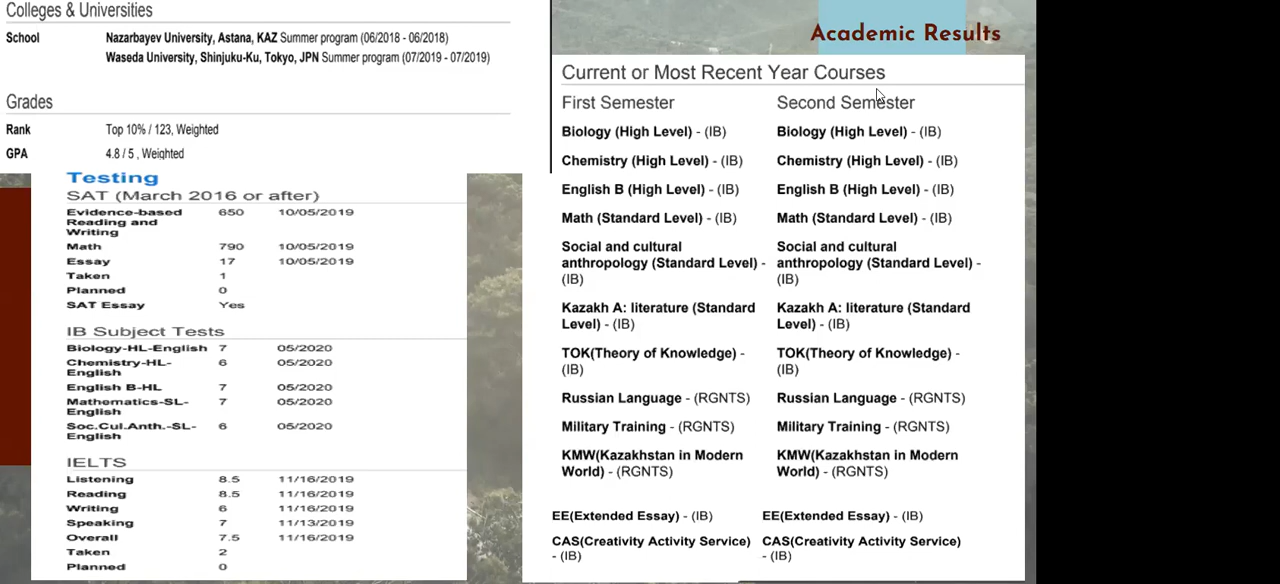 Colleges & Universities
School Nazarbayev University, Astana, KAZ Summer program (06/2018 - 06/2018)
Waseda University, Shinjuku-Ku, Tokyo, JPN Summer program (07/2019 - 07/2019)
Grades
Rank Top 10% / 123, Weighted
GPA 4.8 / 5 , Weighted
Testing
SAT (March 2016 or after)
Evidence-based 650 10/05/2019
Reading and
Writing
Math 790 10/05/2019
Essay 17 10/05/2019
Taken 1
Planned 0
SAT Essay Yes
IB Subject Tests
Biology-HL-English 7 05/2020
Chemistry-HL- 6 05/2020
English
English B-HL 7 05/2020
Mathematics-SL- 7 05/2020
English
Soc.Cul.Anth.-SL- 6 05/2020
English
IELTS
Listening 8.5 11/16/2019
Reading 8.5 11/16/2019
Writing 6 11/16/2019
Speaking 7 11/13/2019
Overall 7.5 11/16/2019
Taken 2
Planned 0
Academic Results
Current or Most Recent Year Courses
First Semester Second Semester
Biology (High Level) - (IB) Biology (High Level) - (IB)
Chemistry (High Level) - (IB) Chemistry (High Level) - (IB)
English B (High Level) - (IB) English B (High Level) - (IB)
Math (Standard Level) - (IB) Math (Standard Level) - (IB)
Social and cultural Social and cultural
anthropology (Standard Level) - anthropology (Standard Level) -
(IB) (IB)
Kazakh A: literature (Standard Kazakh A: literature (Standard
Level) - (IB) Level) - (IB)
TOK(Theory of Knowledge) - TOK(Theory of Knowledge) -
(IB) (IB)
Russian Language - (RGNTS) Russian Language - (RGNTS)
Military Training - (RGNTS) Military Training - (RGNTS)
KMW(Kazakhstan in Modern KMW(Kazakhstan in Modern
World) - (RGNTS) World) - (RGNTS)
EE(Extended Essay) - (IB) EE(Extended Essay) - (IB)
CAS(Creativity Activity Service) CAS(Creativity Activity Service)
- (IB) - (IB)